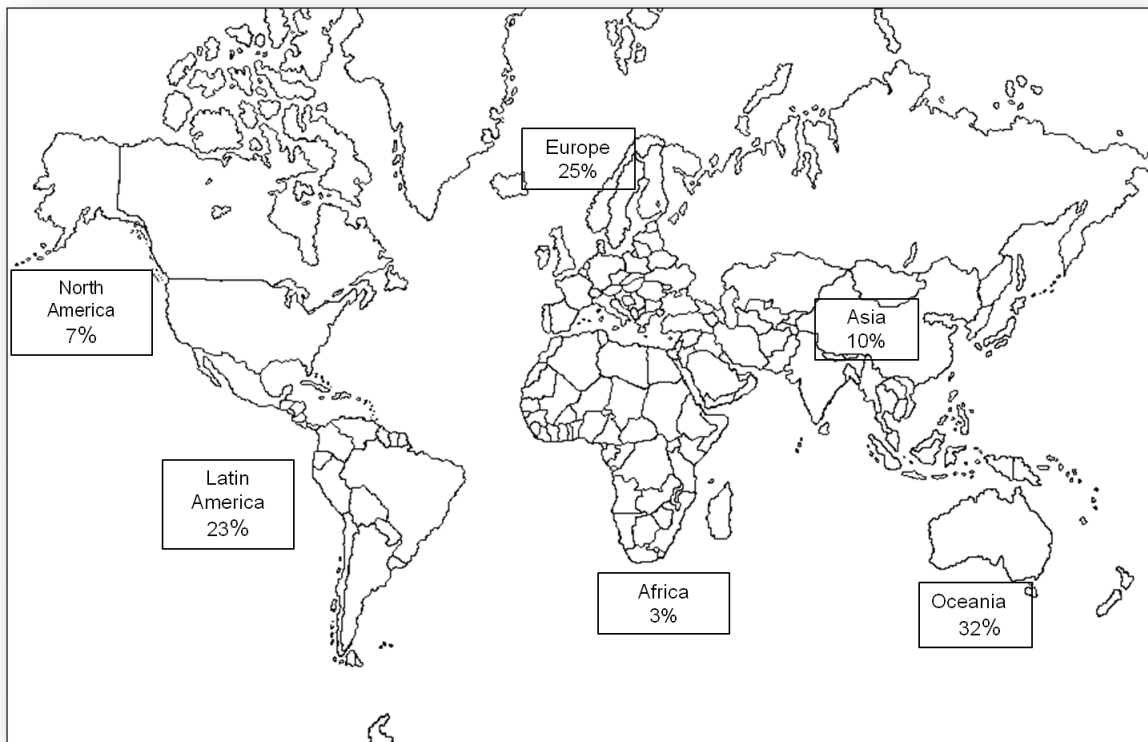 Europe
25%
North
America
7%
Asia
10%
Latin
America
23%
Africa
3%
Oceania
32%